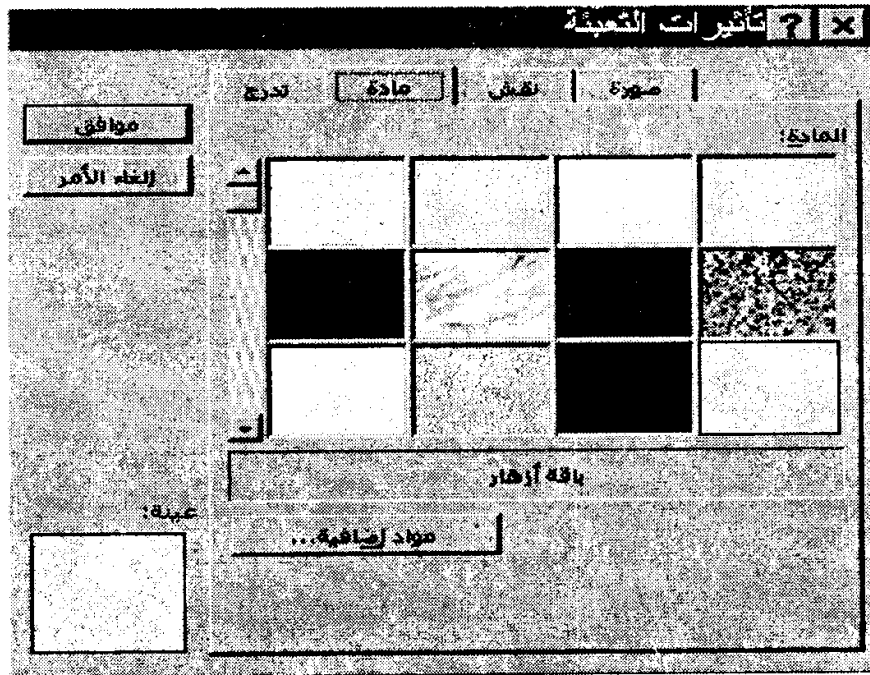 تأثيرات التعبئة
صورة نقش مادة تدرج
موافق
إلغاء الأمر
المادة:
باقة أزهار
مواد إضافية...
عينة: